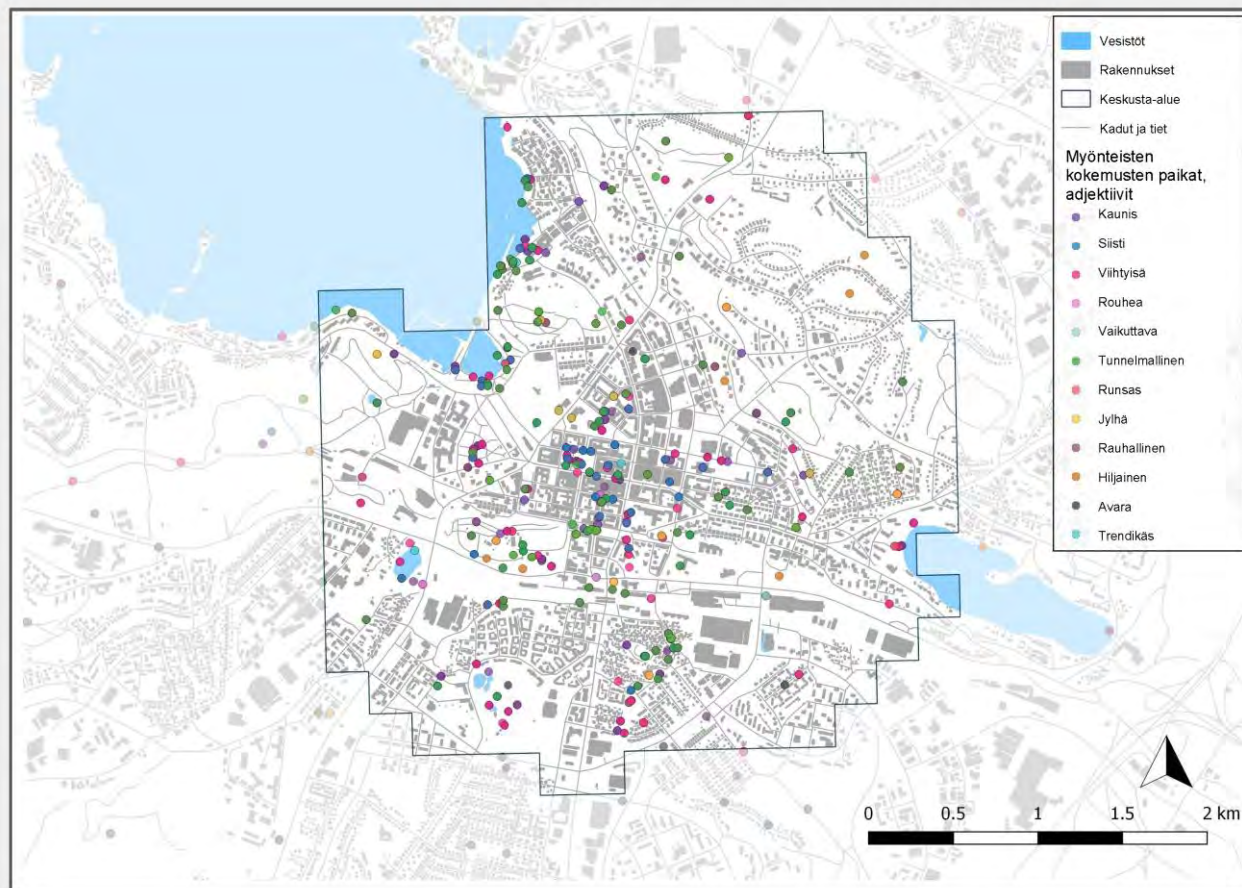 Vesistöt
Rakennukset
Keskusta-alue
Kadut ja tiet
Myönteisten
kokemusten paikat,
adjektiivit
Kaunis
Siisti
Viihtyisä
Rouhea
Vaikuttava
Tunnelmallinen
Runsas
Jylhä
Rauhallinen
Hiljainen
Avara
Trendikäs
0 0.5 1 1.5 2 km